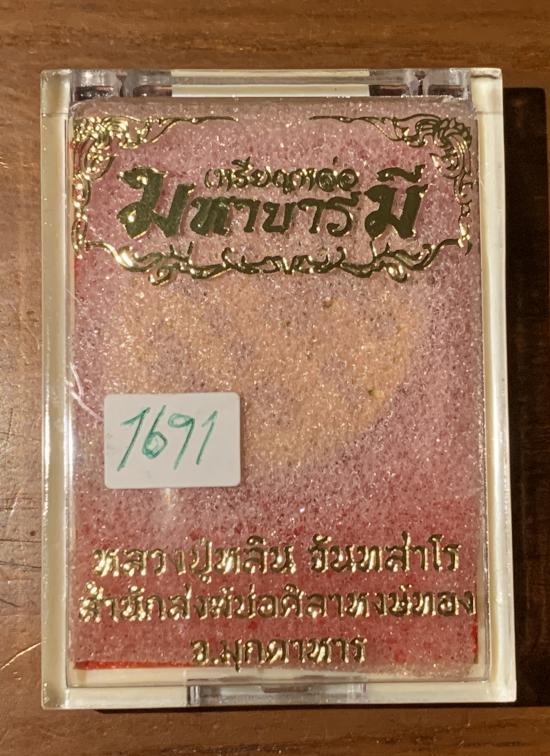 เหรียญหล่อ
มหาบารมี
1691
หลวงปู่หลิน จันทสาโร
สำนักสงฆ์บ่อศิลาหงษ์ทอง
จ.มุกดาหาร